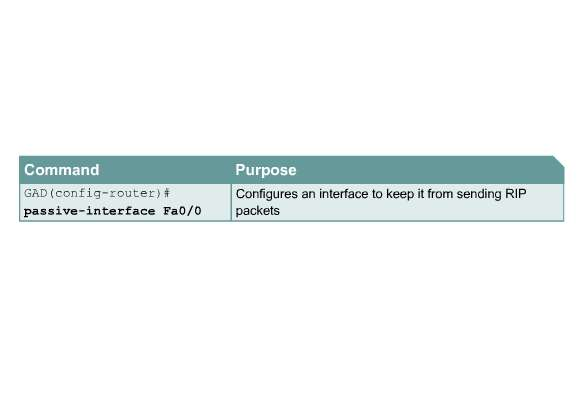 Command Purpose
GAD(config-router)#
passive-interface Fa0/0
Configures an interface to keep it from sending RIP
packets